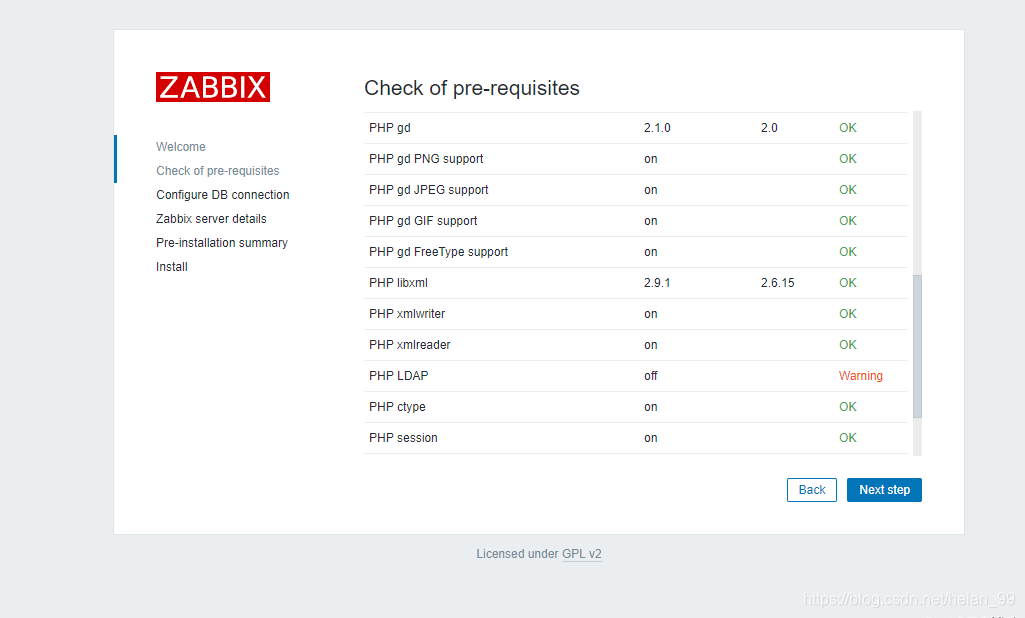 ZABBIX
Welcome
Check of pre-requisites
Configure DB connection
Zabbix server details
Pre-installation summary
Install
Check of pre-requisites
PHP gd 2.1.0 2.0 OK
PHP gd PNG support on OK
PHP gd JPEG support on OK
PHP gd GIF support on OK
PHP gd FreeType support on OK
PHP libxml 2.9.1 2.6.15 OK
PHP xmlwriter on OK
PHP xmlreader on OK
PHP LDAP off Warning
PHP ctype on OK
PHP session on OK
Back Next step
Licensed under GPL v2
https://blog.csdn.net/heian_99